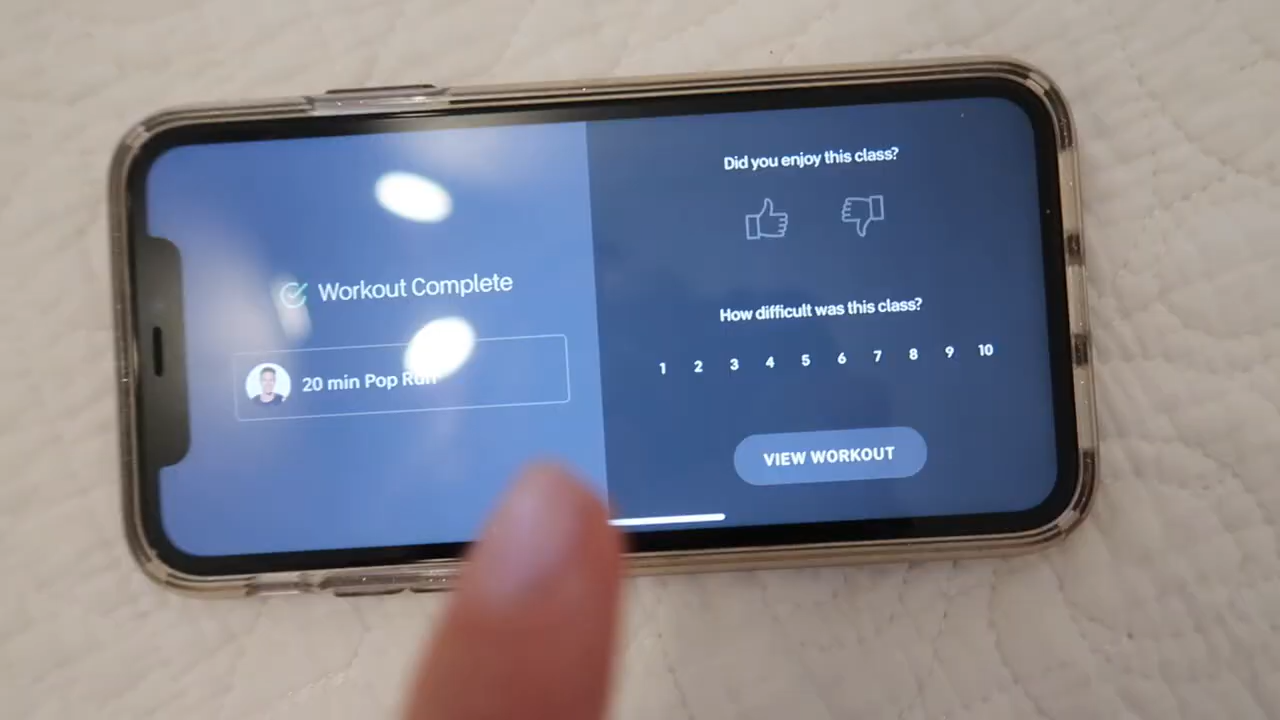 Workout Complete
20 min Pop Run
Did you enjoy this class?
How difficult was this class?
1 2 3 4 5 6 7 8 9 10
VIEW WORKOUT